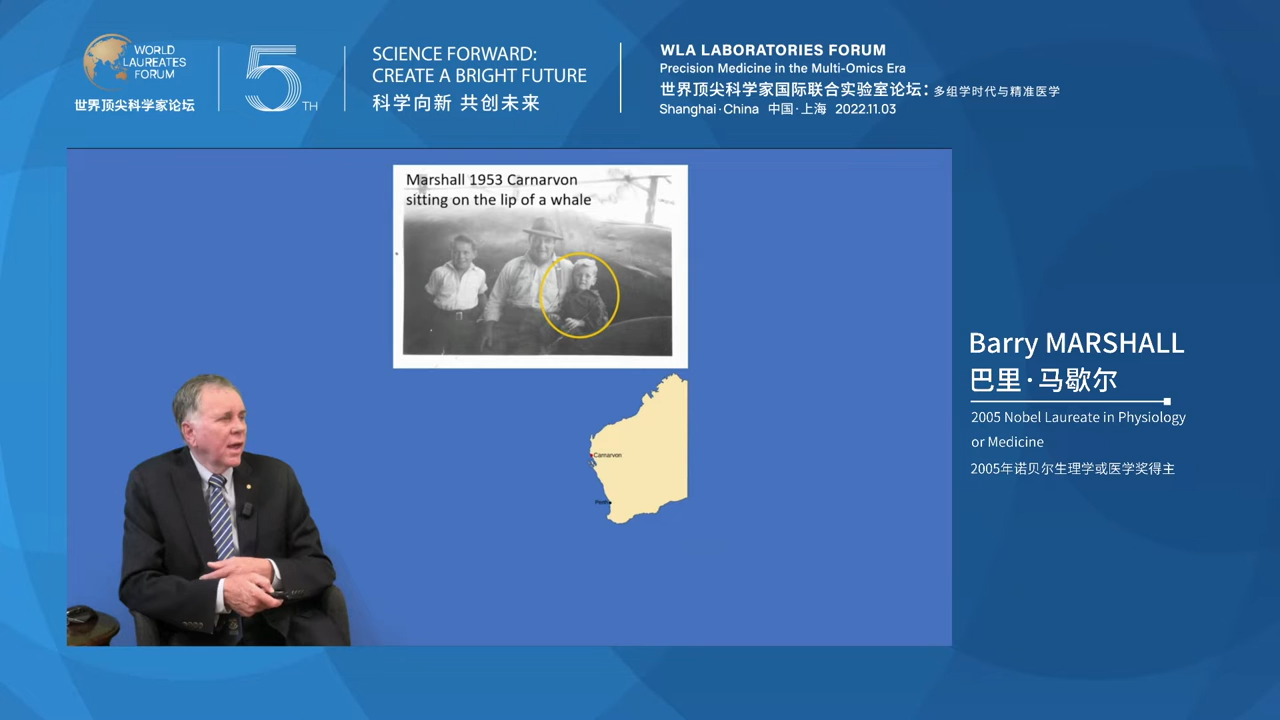 WORLD
LAUREATES
FORUM
世界顶尖科学家论坛
5TH
SCIENCE FORWARD:
CREATE A BRIGHT FUTURE
科学向新 共创未来
WLA LABORATORIES FORUM
Precision Medicine in the Multi-Omics Era
世界顶尖科学家国际联合实验室论坛：多组学时代与精准医学
Shanghai·China 中国·上海 2022.11.03
Marshall 1953 Carnarvon
sitting on the lip of a whale
Carnarvon
Perth
Barry MARSHALL
巴里·马歇尔
2005 Nobel Laureate in Physiology
or Medicine
2005年诺贝尔生理学或医学奖得主